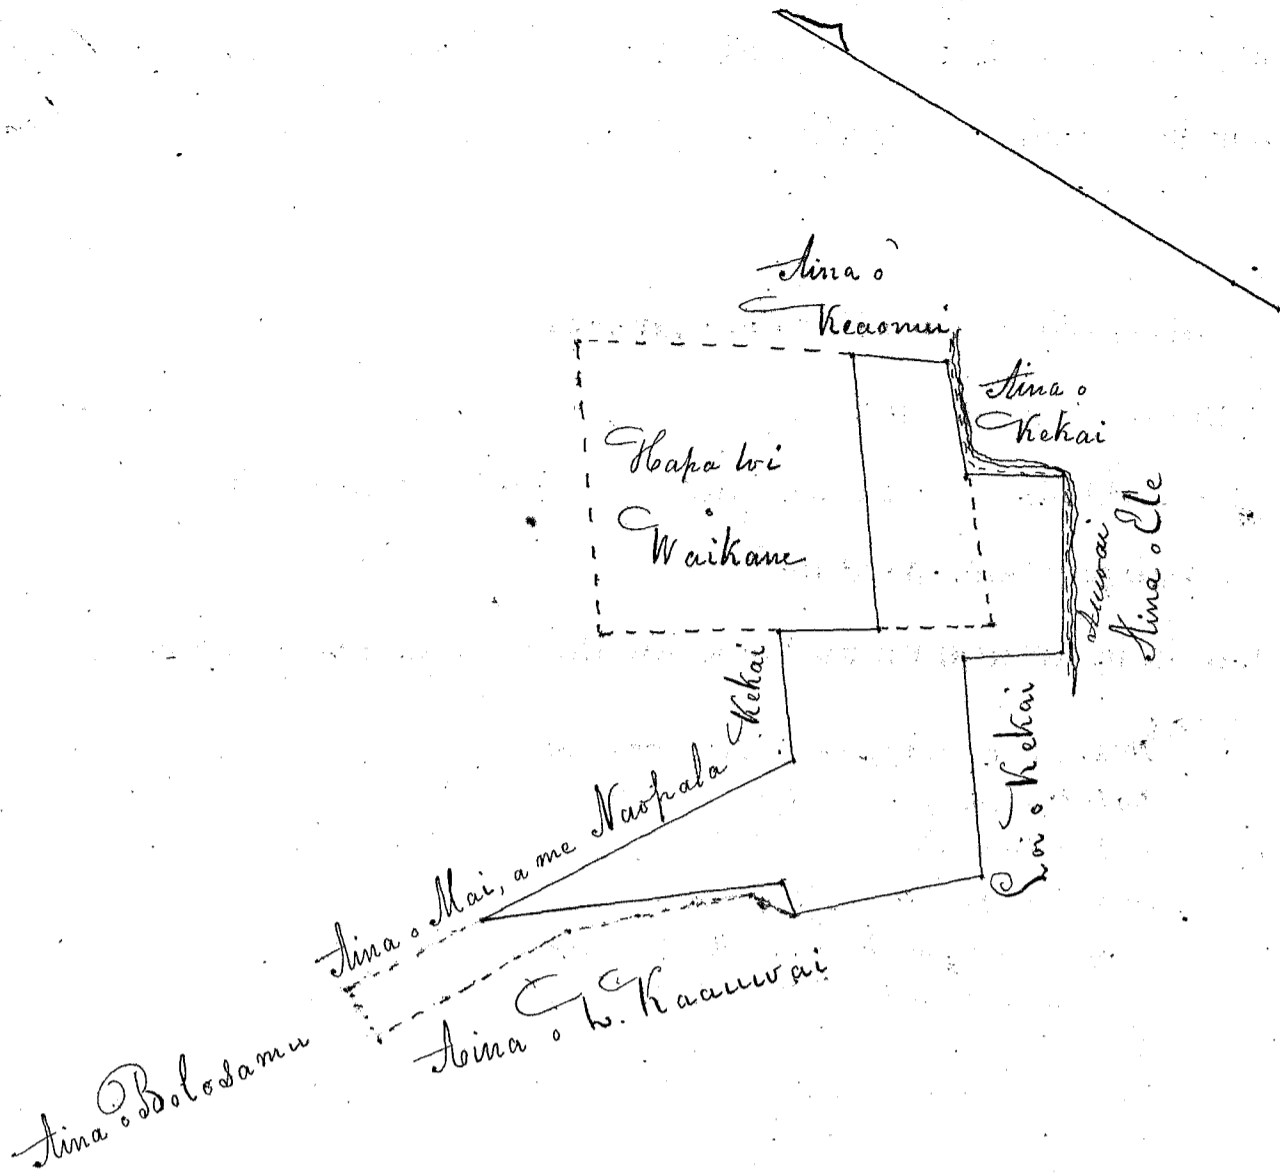 Aina o
Keaonui
Aina o
Kekai
Hapa loi
Waikane
Auwai
Aina o Ele
Kekai
Loi o Kekai
Aina o Mai, a me Naopala
Aina o L. Kaauwai
Aina o Bolosamu